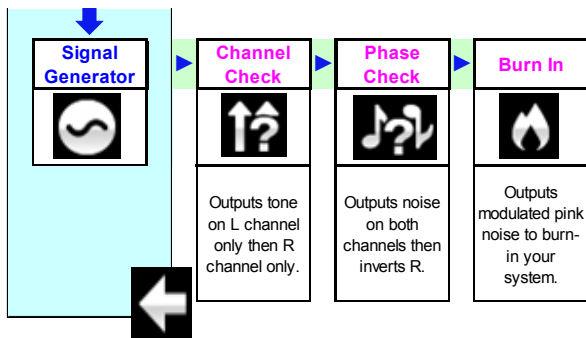 Signal
Generator
Channel
Check
Phase
Check
Burn In
Outputs tone
on L channel
only then R
channel only.
Outputs noise
on both
channels then
inverts R.
Outputs
modulated pink
noise to burn-
in your
system.